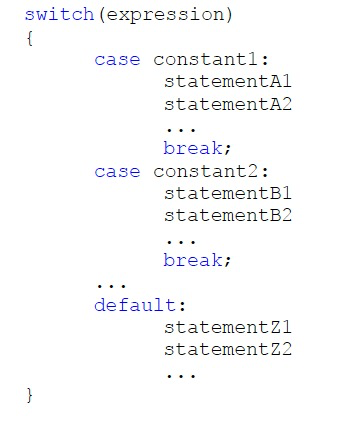 switch(expression)
{
case constant1:
statementA1
statementA2
...
break;
case constant2:
statementB1
statementB2
...
break;
...
default:
statementZ1
statementZ2
...
}